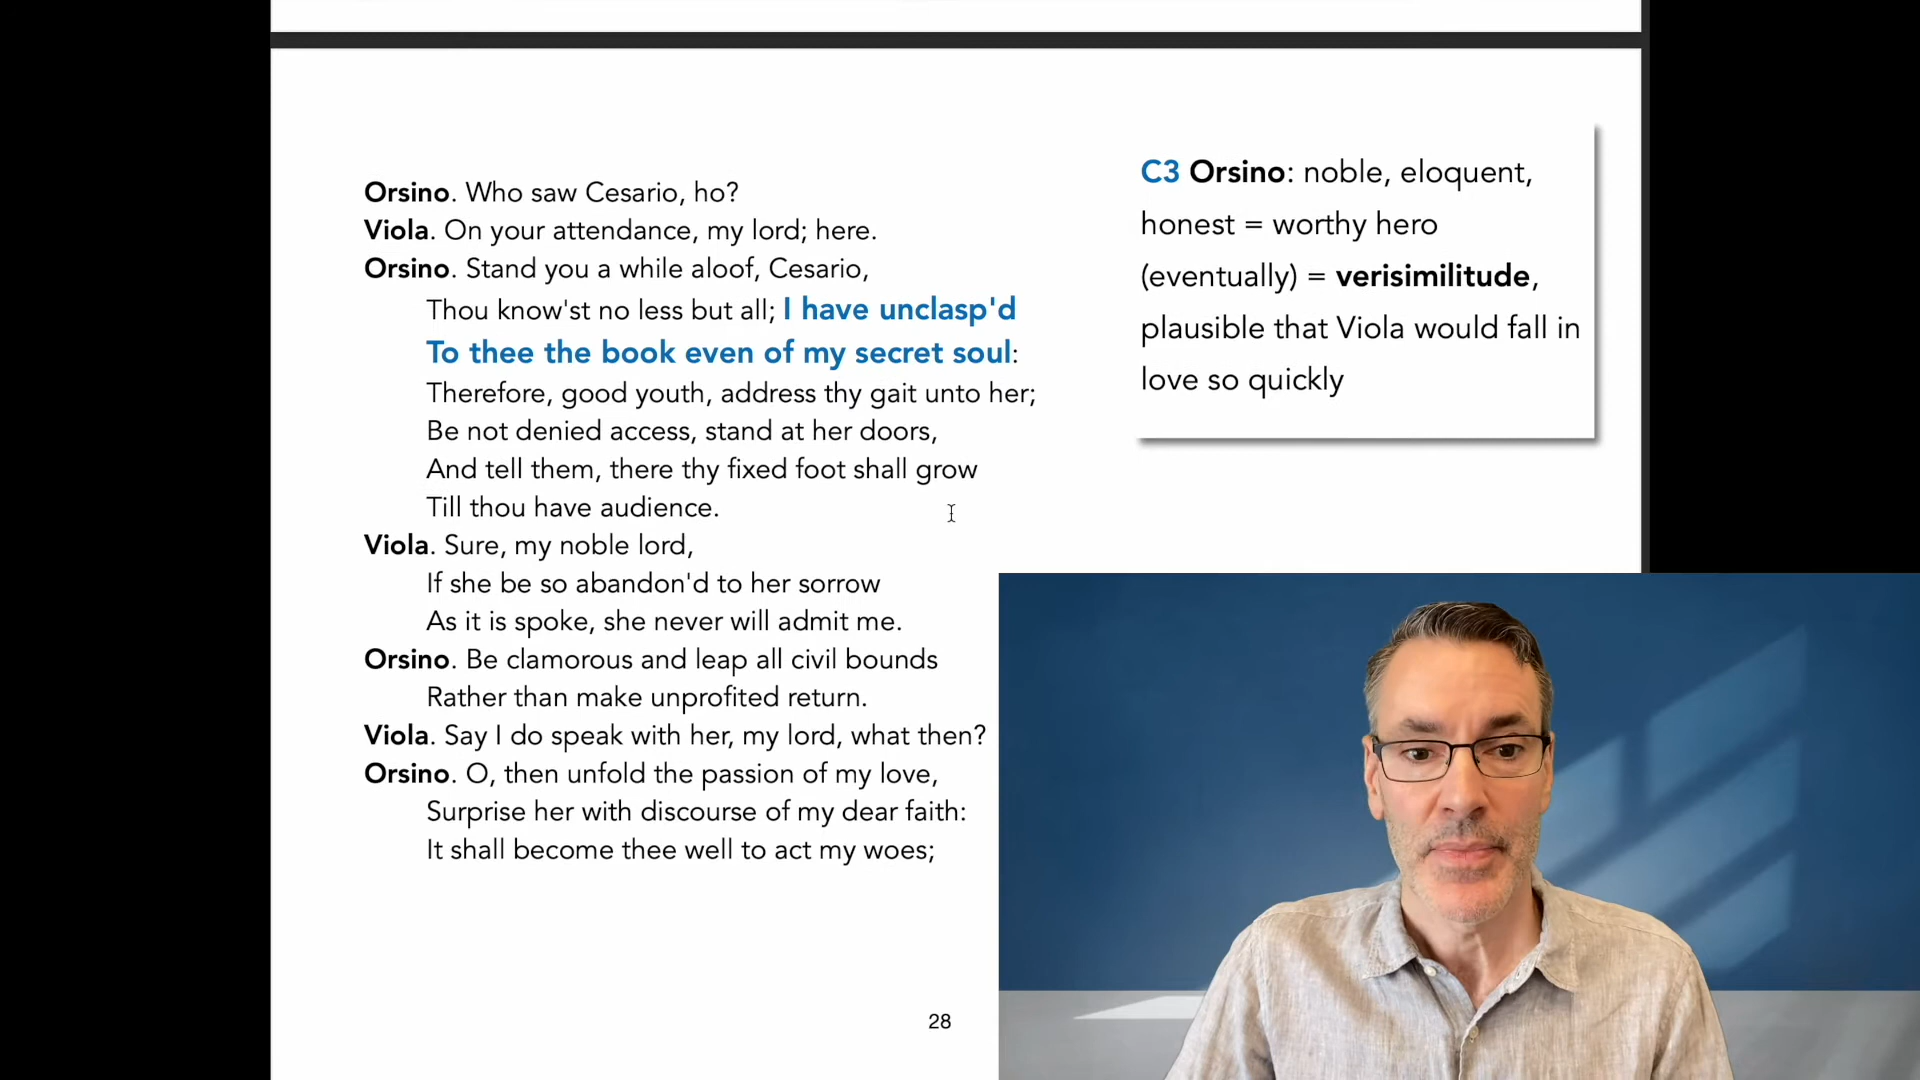 Orsino. Who saw Cesario, ho?
Viola. On your attendance, my lord; here.
Orsino. Stand you a while aloof, Cesario,
Thou know'st no less but all; I have unclasp'd
To thee the book even of my secret soul:
Therefore, good youth, address thy gait unto her;
Be not denied access, stand at her doors,
And tell them, there thy fixed foot shall grow
Till thou have audience.
Viola. Sure, my noble lord,
If she be so abandon'd to her sorrow
As it is spoke, she never will admit me.
Orsino. Be clamorous and leap all civil bounds
Rather than make unprofited return.
Viola. Say I do speak with her, my lord, what then?
Orsino. O, then unfold the passion of my love,
Surprise her with discourse of my dear faith:
It shall become thee well to act my woes;
28
C3 Orsino: noble, eloquent,
honest = worthy hero
(eventually) = verisimilitude,
plausible that Viola would fall in
love so quickly